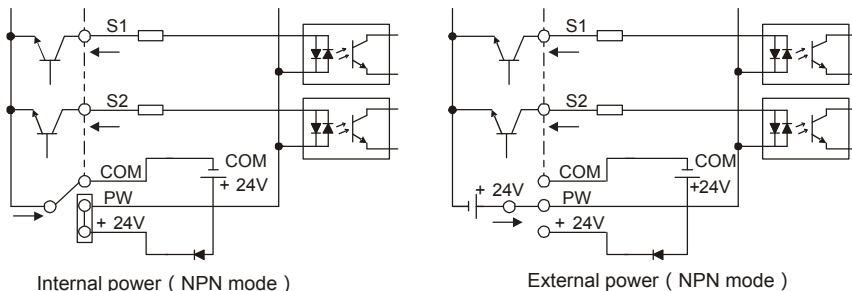 S1
S2
COM
COM
+ 24V
PW
+ 24V
Internal power ( NPN mode )
S1
S2
COM
COM
+24V
+ 24V
PW
+ 24V
External power ( NPN mode )